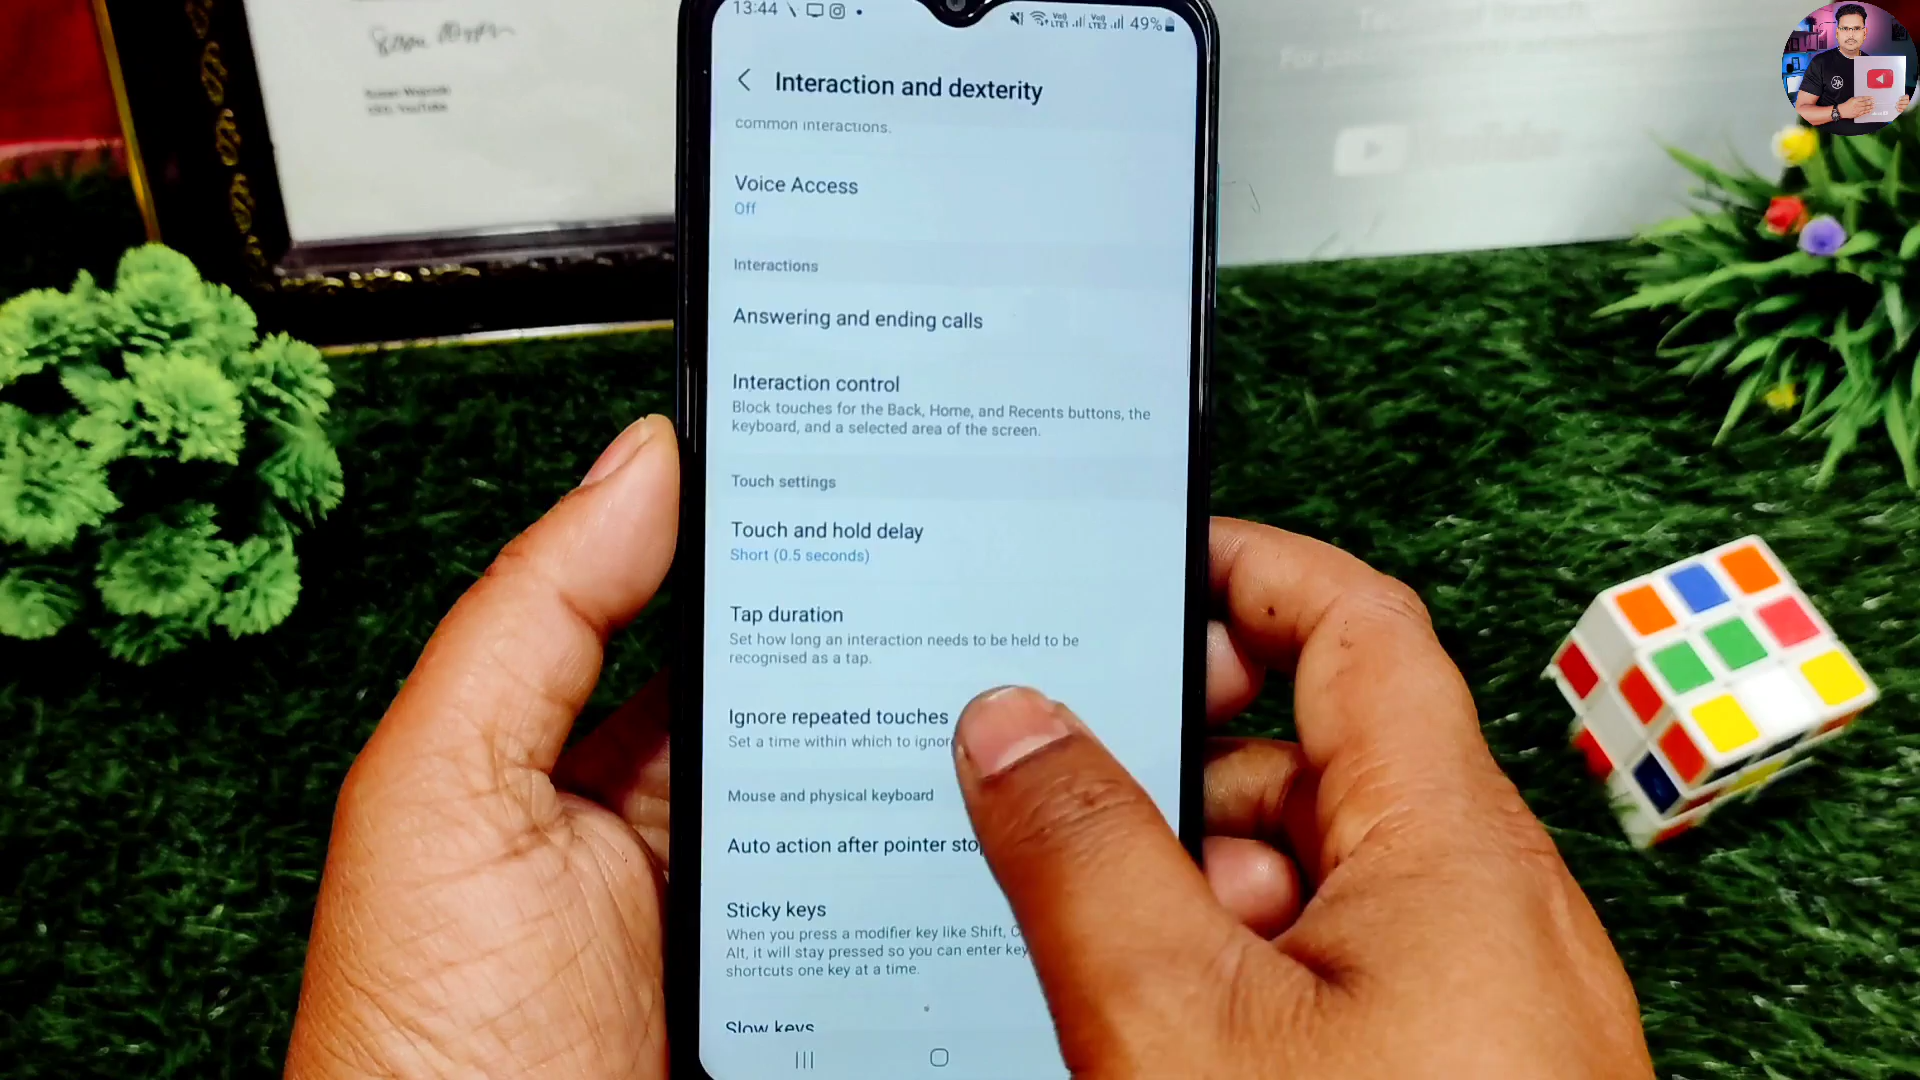 13:44
49%
Interaction and dexterity
common interactions.
Voice Access
Off
Interactions
Answering and ending calls
Interaction control
Block touches for the Back, Home, and Recents buttons, the
keyboard, and a selected area of the screen.
Touch settings
Touch and hold delay
Short (0.5 seconds)
Tap duration
Set how long an interaction needs to be held to be
recognised as a tap.
Ignore repeated touches
Set a time within which to ignor
Mouse and physical keyboard
Auto action after pointer sto
Sticky keys
When you press a modifier key like Shift, C
Alt, it will stay pressed so you can enter key
shortcuts one key at a time.
Slow keys